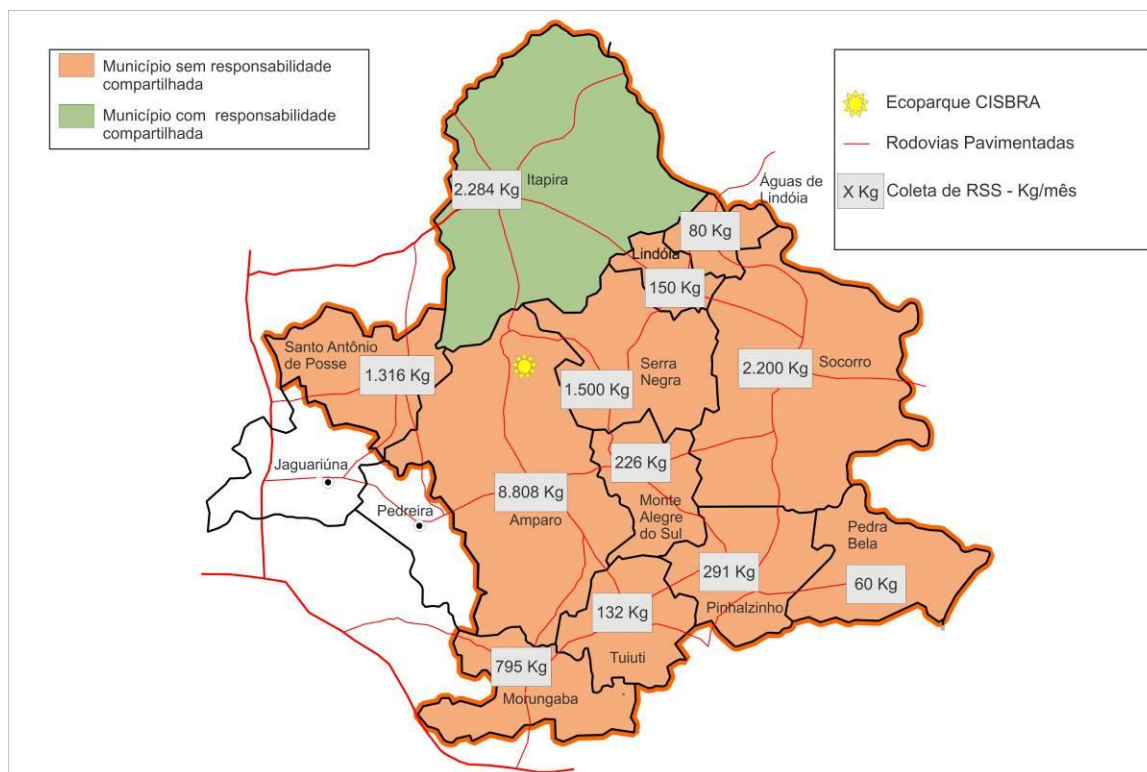 Município sem responsabilidade
compartilhada
Município com responsabilidade
compartilhada
Ecoparque CISBRA
Rodovias Pavimentadas
X Kg
Coleta de RSS - Kg/mês
Itapira
2.284 Kg
Águas de
Lindóia
80 Kg
Lindóia
150 Kg
Santo Antônio
de Posse
1.316 Kg
Serra
Negra
1.500 Kg
Socorro
2.200 Kg
Jaguariúna
Pedreira
8.808 Kg
Amparo
226 Kg
Monte
Alegre
do Sul
Pedra
Bela
60 Kg
291 Kg
Pinhalzinho
132 Kg
Tuiuti
795 Kg
Morungaba